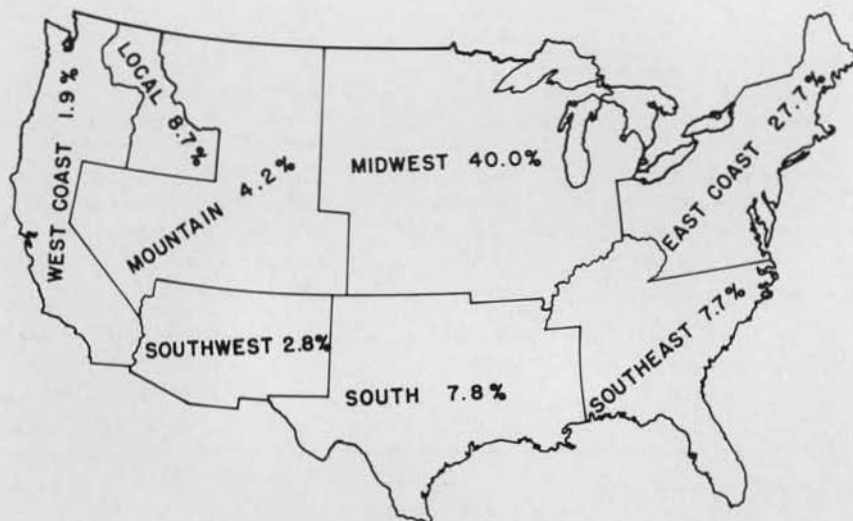 LOCAL 8.7%
WEST COAST 1.9%
MOUNTAIN 4.2%
MIDWEST 40.0%
EAST COAST 27.7%
SOUTHWEST 2.8%
SOUTH 7.8%
SOUTHEAST 7.7%